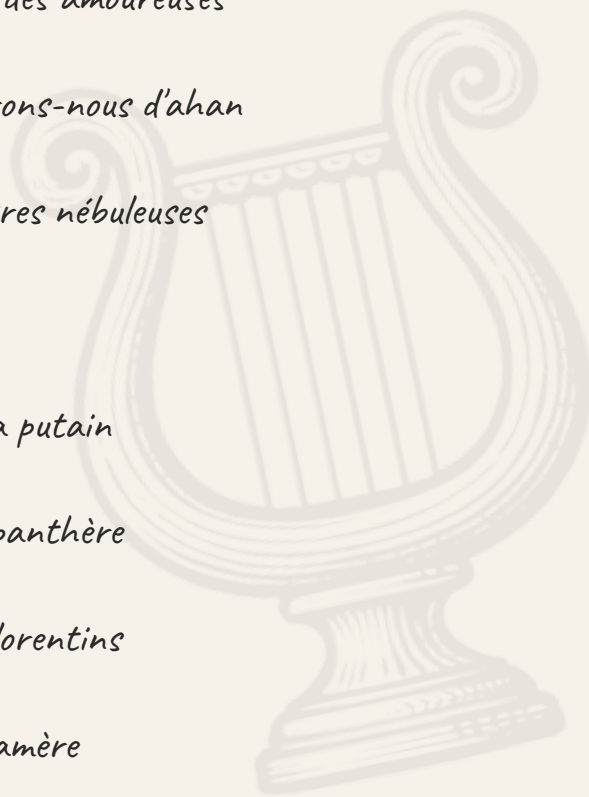 des amoureuses
ons-nous d'ahan
res nébuleuses
a putain
panthère
lorentins
amère